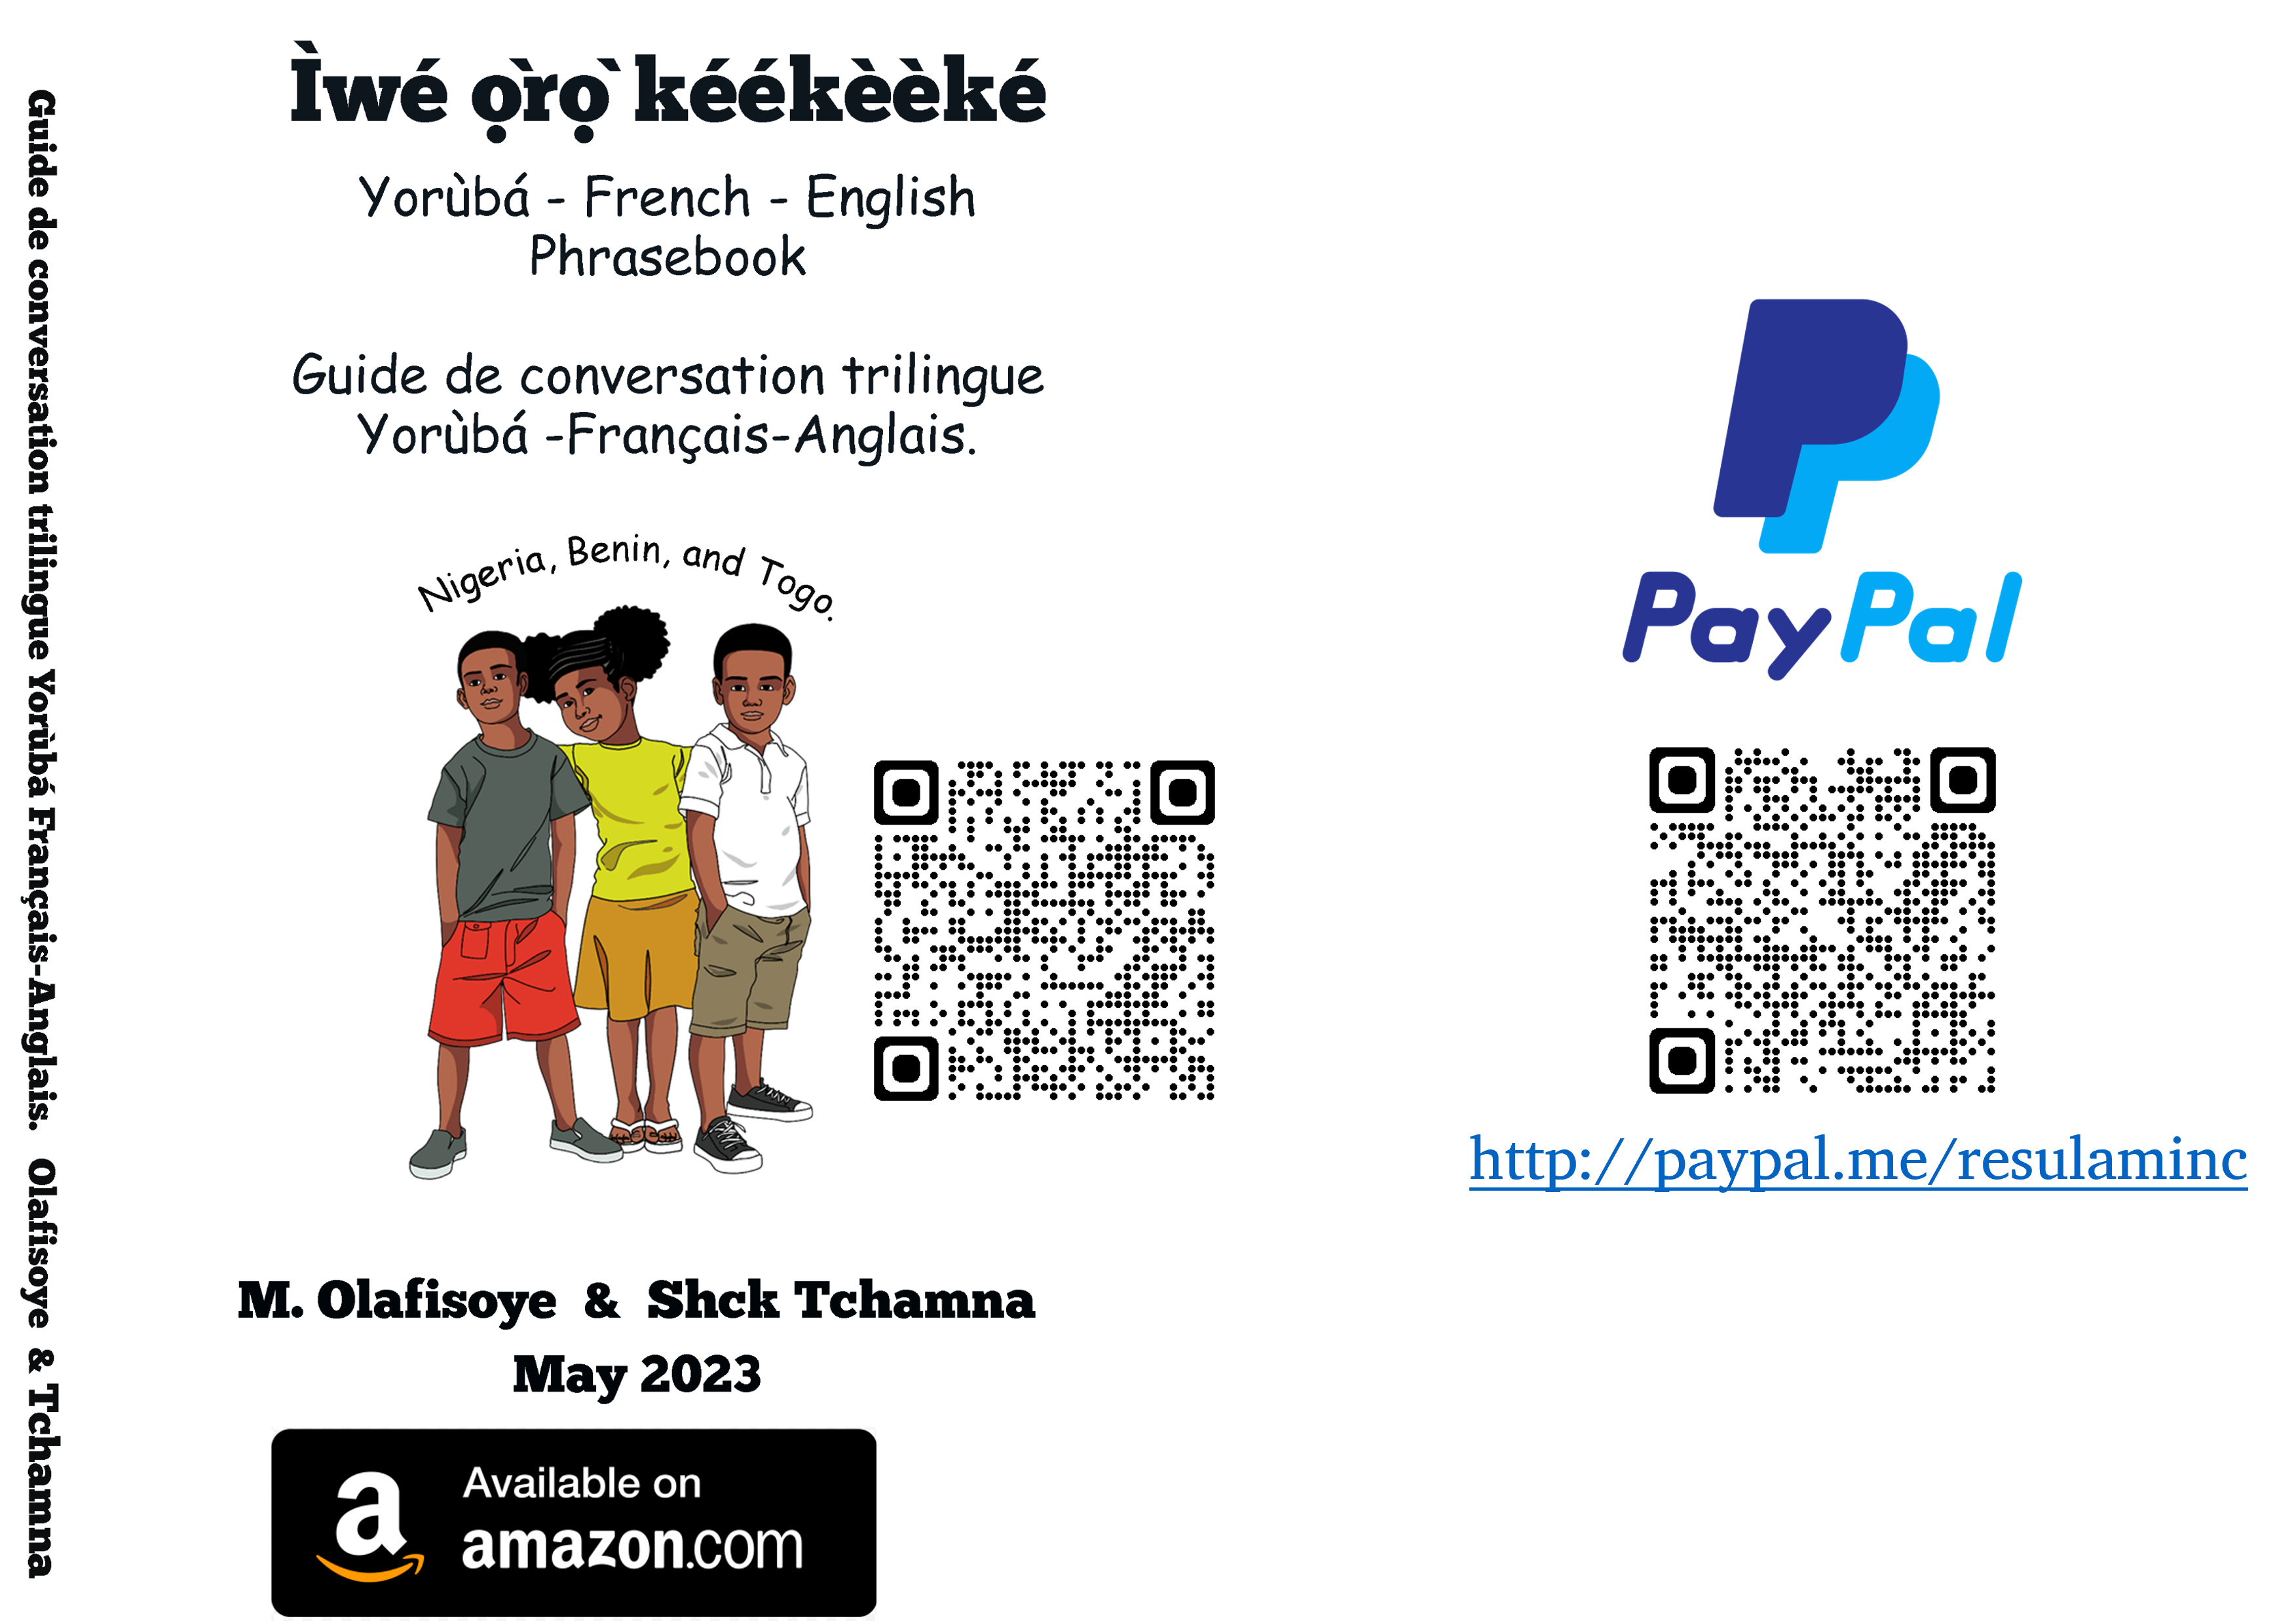 Guide de conversation trilingue Yorùbá Français-Anglais. Olafisoye & Tchamna
Ìwé ọ̀rọ̀ kéékèèké
Yorùbá - French - English
Phrasebook
Guide de conversation trilingue
Yorùbá -Français-Anglais.
Nigeria, Benin, and Togo.
M. Olafisoye & Shck Tchamna
May 2023
a
Available on
amazon.com
PayPal
http://paypal.me/resulaminc